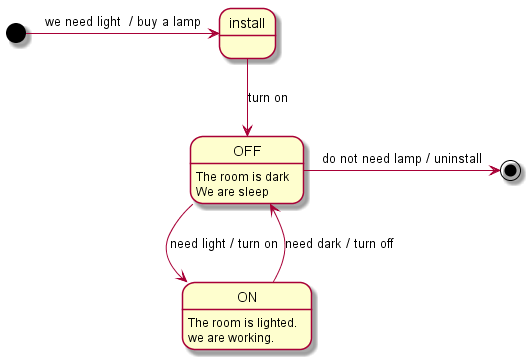 we need light  / buy a lamp
install
turn on
OFF
The room is dark
We are sleep
do not need lamp / uninstall
need light / turn on
need dark / turn off
ON
The room is lighted.
we are working.